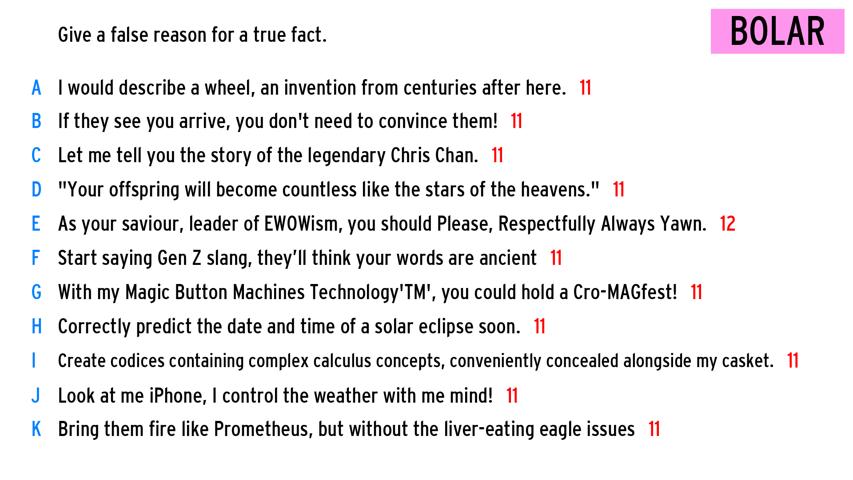 Give a false reason for a true fact.
BOLAR
A I would describe a wheel, an invention from centuries after here. 11
B If they see you arrive, you don't need to convince them! 11
C Let me tell you the story of the legendary Chris Chan. 11
D "Your offspring will become countless like the stars of the heavens." 11
E As your saviour, leader of EWOWism, you should Please, Respectfully Always Yawn. 12
F Start saying Gen Z slang, they’ll think your words are ancient 11
G With my Magic Button Machines Technology'TM', you could hold a Cro-MAGfest! 11
H Correctly predict the date and time of a solar eclipse soon. 11
I Create codices containing complex calculus concepts, conveniently concealed alongside my casket. 11
J Look at me iPhone, I control the weather with me mind! 11
K Bring them fire like Prometheus, but without the liver-eating eagle issues 11